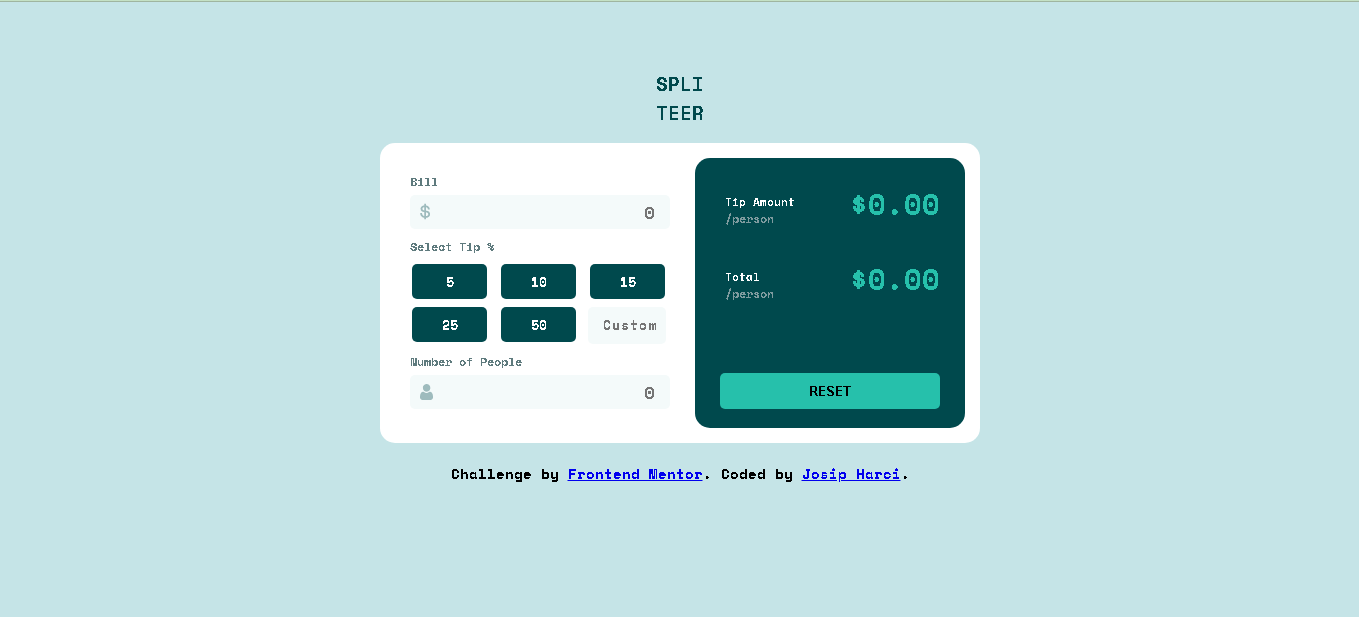 SPLI
TEER
Bill
$ 0
Select Tip %
5 10 15
25 50 Custom
Number of People
0
Tip Amount $0.00
/person
Total $0.00
/person
RESET
Challenge by Frontend Mentor. Coded by Josip Harci.